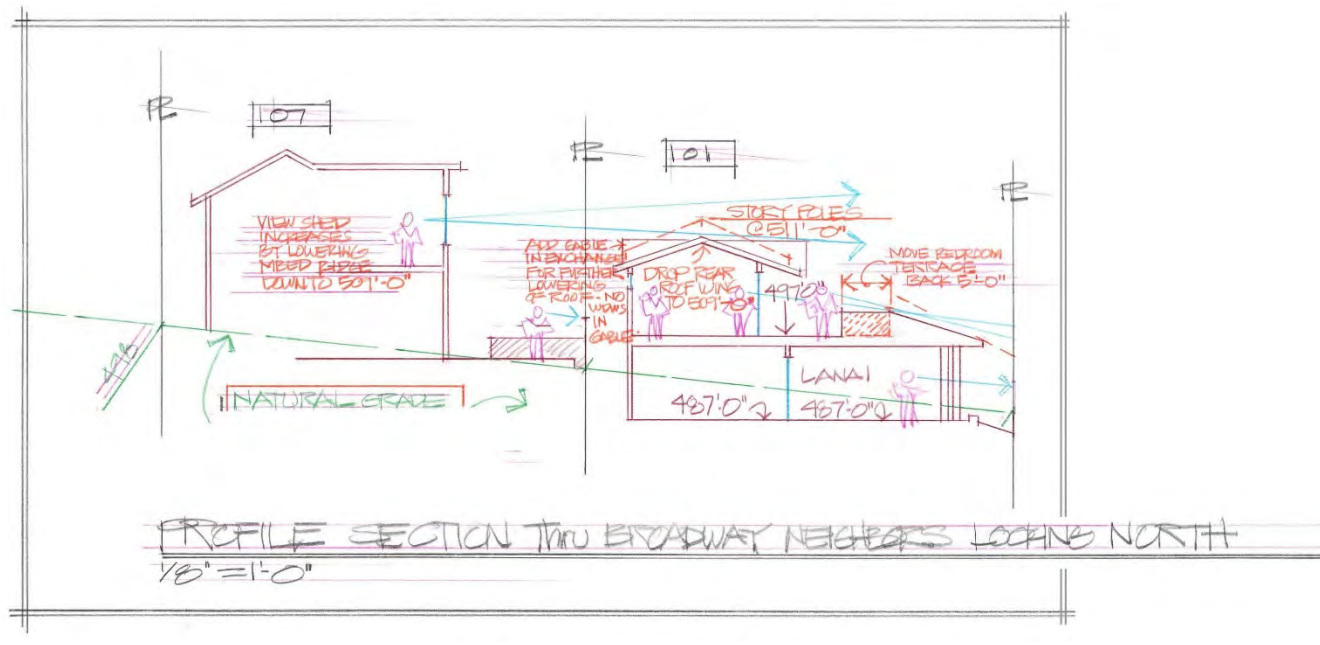 PL
107
PL
101
PL
VIEW SHED
INCREASES
BY LOWERING
RIDGE
DOWN TO 509'-0"
ADD GABLE
IN EXCHANGE
FOR FURTHER
LOWERING
OF ROOF - NO
WDWS
IN
GABLE
STORY POLES
@ 511'-0"
DROP REAR
ROOF WING
TO 509'-0"
497'0"
MOVE BEDROOM
TERRACE
BACK 5'-0"
NATURAL GRADE
LANAI
487'-0"
487'-0"
PROFILE SECTION Thru BROADWAY NEIGHBORS LOOKING NORTH
1/8" = 1'-0"